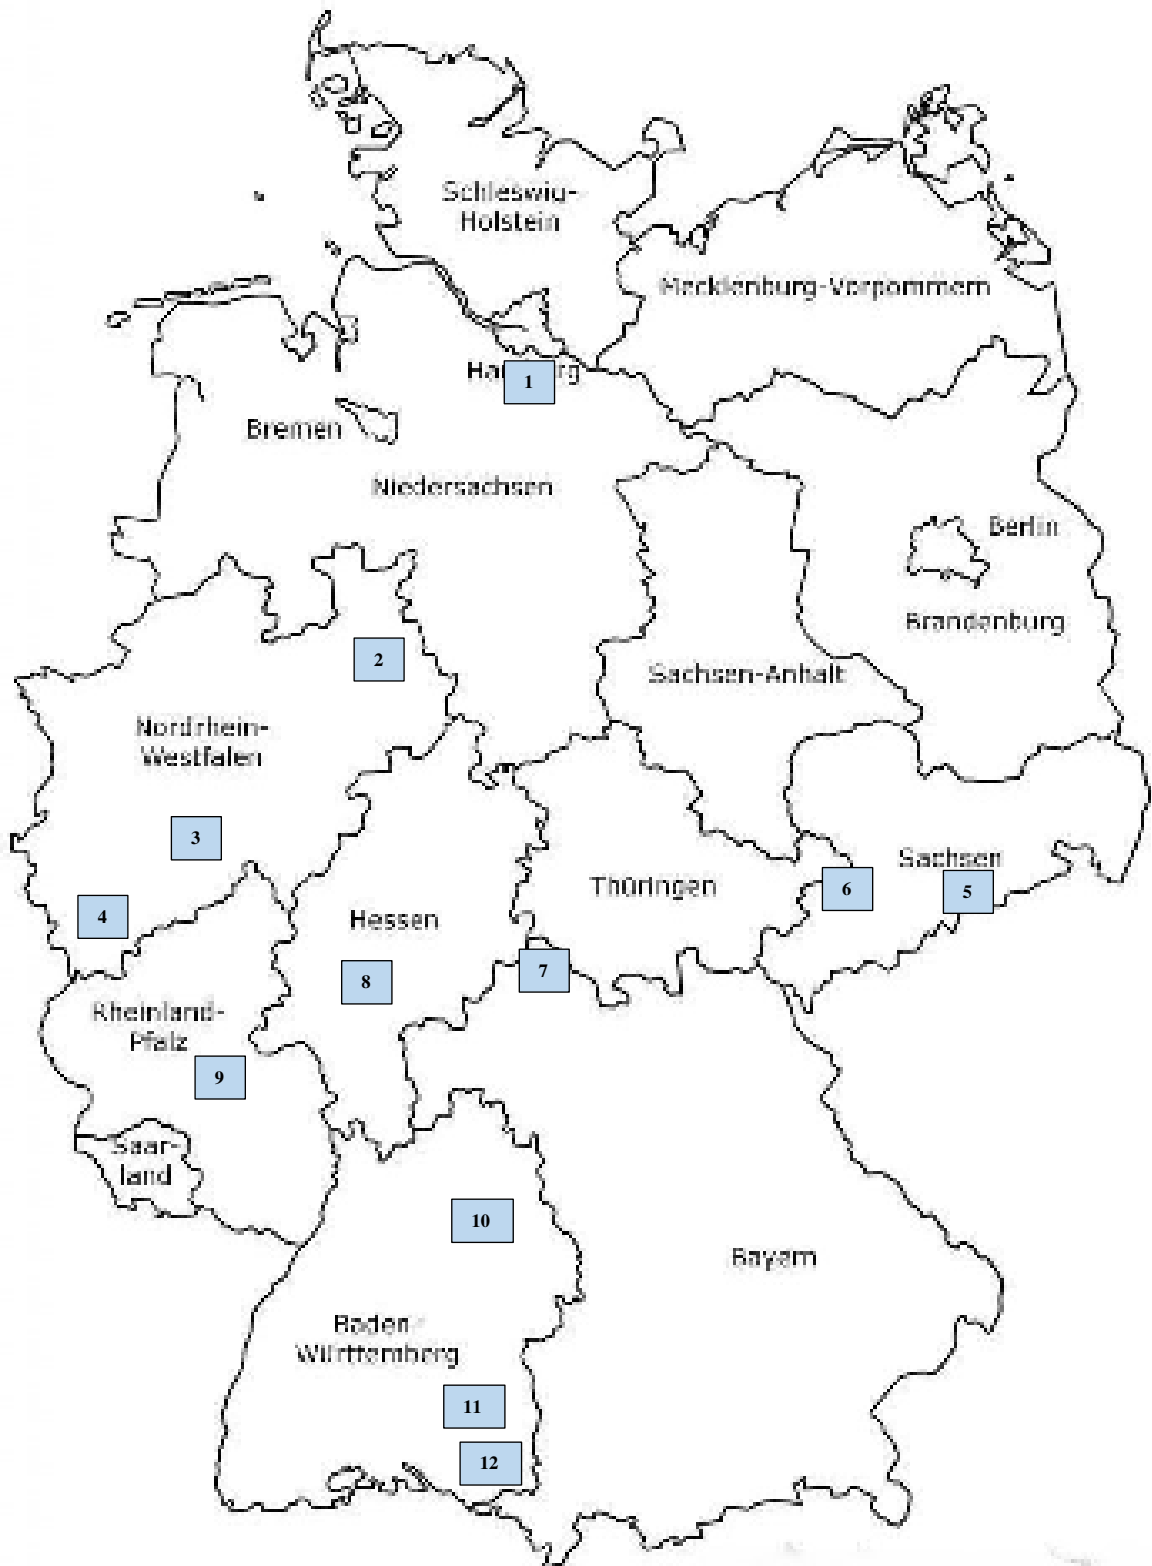 Schleswig-
Holstein
Mecklenburg-Vorpommern
1
Bremen
Niedersachsen
Berlin
Brandenburg
2
Sachsen-Anhalt
Nordrhein-
Westfalen
3
Sachsen
Thüringen
6
5
4
Hessen
7
8
Rheinland-
Pfalz
9
Saar-
land
10
Bayern
Baden-
Württemberg
11
12